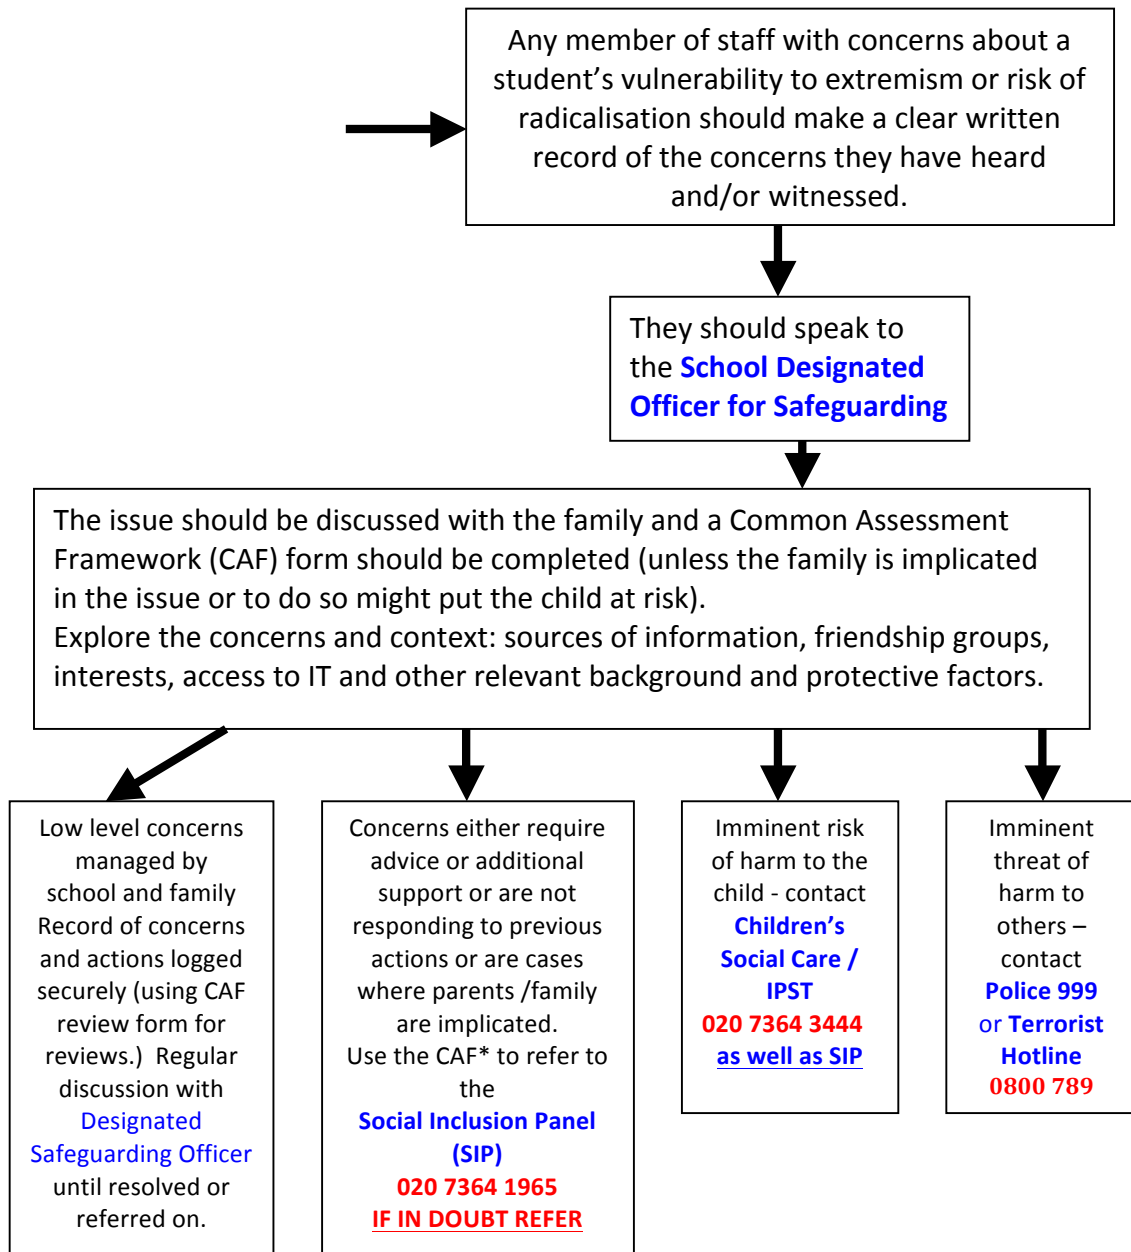 Any member of staff with concerns about a
student’s vulnerability to extremism or risk of
radicalisation should make a clear written
record of the concerns they have heard
and/or witnessed.
They should speak to
the School Designated
Officer for Safeguarding
The issue should be discussed with the family and a Common Assessment
Framework (CAF) form should be completed (unless the family is implicated
in the issue or to do so might put the child at risk).
Explore the concerns and context: sources of information, friendship groups,
interests, access to IT and other relevant background and protective factors.
Low level concerns
managed by
school and family
Record of concerns
and actions logged
securely (using CAF
review form for
reviews.) Regular
discussion with
Designated
Safeguarding Officer
until resolved or
referred on.
Concerns either require
advice or additional
support or are not
responding to previous
actions or are cases
where parents /family
are implicated.
Use the CAF* to refer to
the
Social Inclusion Panel
(SIP)
020 7364 1965
IF IN DOUBT REFER
Imminent risk
of harm to the
child - contact
Children’s
Social Care /
IPST
020 7364 3444
as well as SIP
Imminent
threat of
harm to
others –
contact
Police 999
or Terrorist
Hotline
0800 789